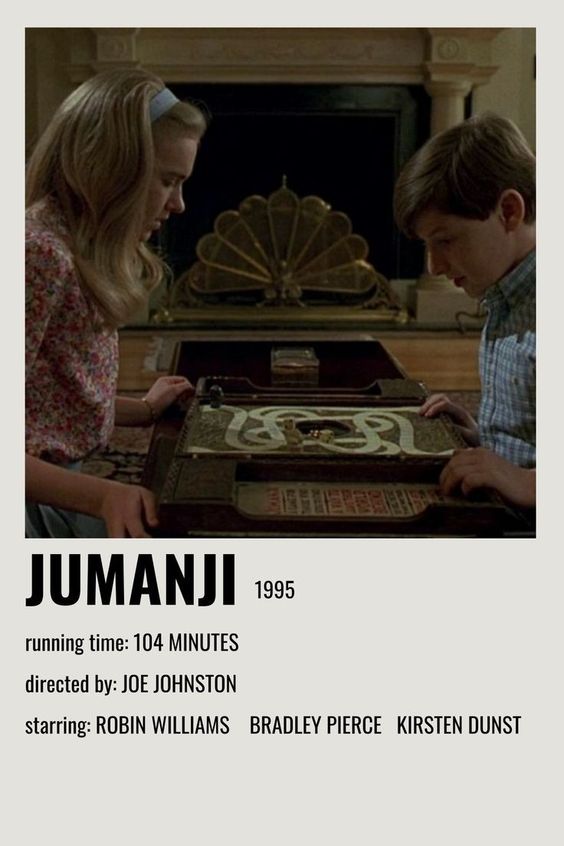 JUMANJI 1995
running time: 104 MINUTES
directed by: JOE JOHNSTON
starring: ROBIN WILLIAMS BRADLEY PIERCE KIRSTEN DUNST